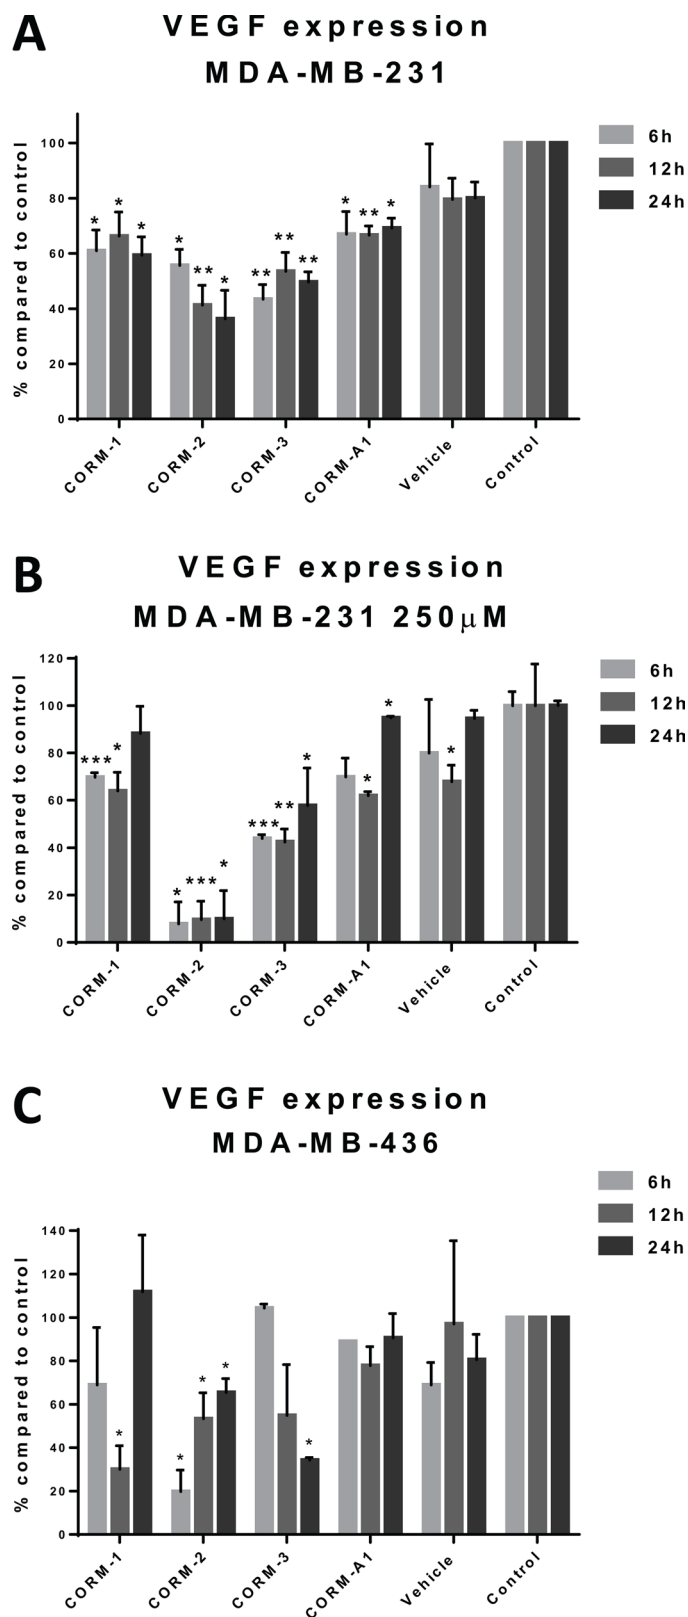 A
VEGF expression
MDA-MB-231
% compared to control
100
80
60
40
20
0
* * *
* ** *
** ** **
* ** *
CORM-1
CORM-2
CORM-3
CORM-A1
Vehicle
Control
6h
12h
24h
B
VEGF expression
MDA-MB-231 250μM
% compared to control
120
100
80
60
40
20
0
*** *
* *** *
*** ** *
* *
*
CORM-1
CORM-2
CORM-3
CORM-A1
Vehicle
Control
6h
12h
24h
C
VEGF expression
MDA-MB-436
% compared to control
140
120
100
80
60
40
20
0
*
* * *
*
CORM-1
CORM-2
CORM-3
CORM-A1
Vehicle
Control
6h
12h
24h